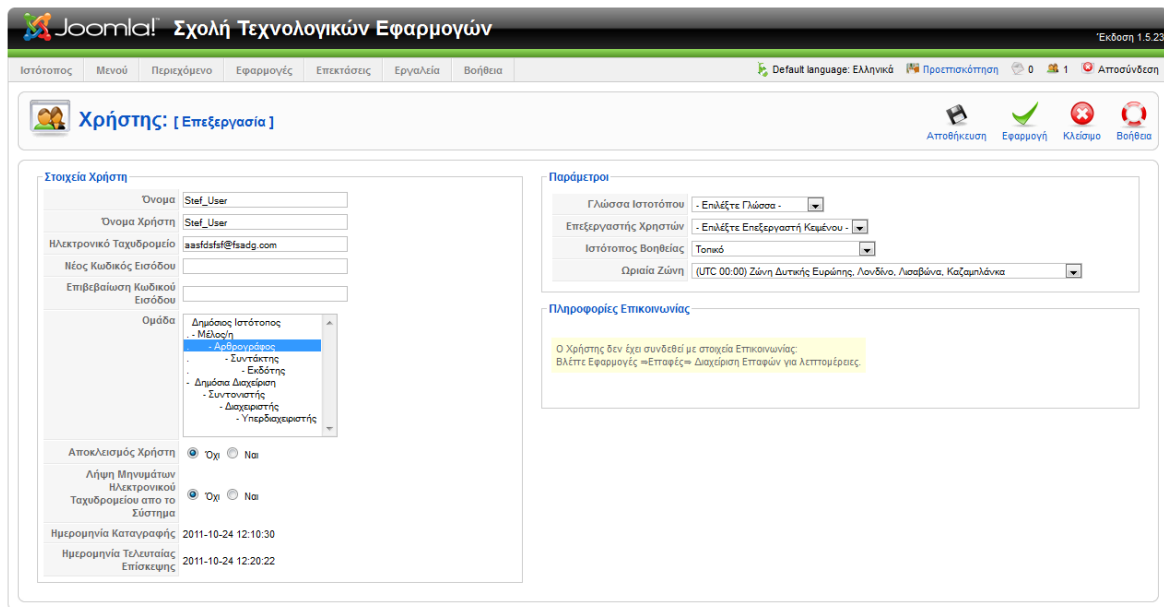 Joomla! Σχολή Τεχνολογικών Εφαρμογών
Έκδοση 1.5.23
Ιστότοπος Μενού Περιεχόμενο Εφαρμογές Επεκτάσεις Εργαλεία Βοήθεια Default language: Ελληνικά Προεπισκόπηση 0 1 Αποσύνδεση
Χρήστης: [ Επεξεργασία ]
Αποθήκευση Εφαρμογή Κλείσιμο Βοήθεια
Στοιχεία Χρήστη
Όνομα Stef_User
Όνομα Χρήστη Stef_User
Ηλεκτρονικό Ταχυδρομείο aasfdsfsf@fsadg.com
Νέος Κωδικός Εισόδου
Επιβεβαίωση Κωδικού
Εισόδου
Ομάδα Δημόσιος Ιστότοπος
. - Μέλος/η
. - Αρθρογράφος
. - Συντάκτης
. - Εκδότης
- Δημόσια Διαχείριση
- Συντονιστής
- Διαχειριστής
- Υπερδιαχειριστής
Αποκλεισμός Χρήστη Όχι Ναι
Λήψη Μηνυμάτων
Ηλεκτρονικού
Ταχυδρομείου απο το
Σύστημα
Όχι Ναι
Ημερομηνία Καταγραφής 2011-10-24 12:10:30
Ημερομηνία Τελευταίας
Επίσκεψης
2011-10-24 12:20:22
Παράμετροι
Γλώσσα Ιστοτόπου - Επιλέξτε Γλώσσα -
Επεξεργαστής Χρηστών - Επιλέξτε Επεξεργαστή Κειμένου -
Ιστότοπος Βοηθείας Τοπικό
Ωριαία Ζώνη (UTC 00:00) Ζώνη Δυτικής Ευρώπης, Λονδίνο, Λισαβώνα, Καζαμπλάνκα
Πληροφορίες Επικοινωνίας
Ο Χρήστης δεν έχει συνδεθεί με στοιχεία Επικοινωνίας:
Βλέπε Εφαρμογές ⇒Επαφές⇒ Διαχείριση Επαφών για λεπτομέρειες.